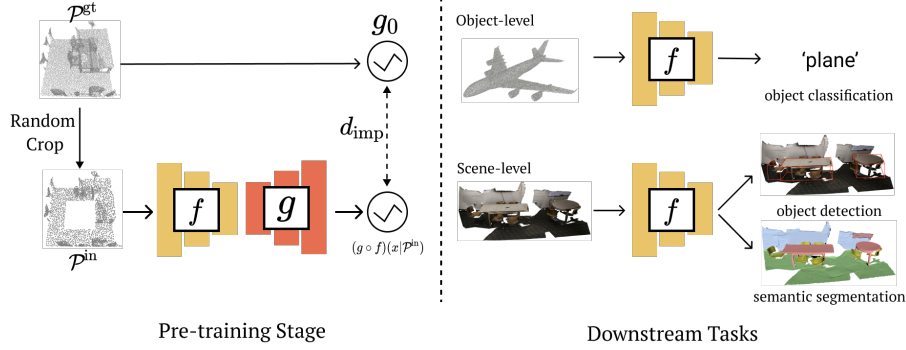 𝒫^gt
g₀
Random
Crop
d_imp
f
g
𝒫^in
(g ∘ f)(x|𝒫^in)
Pre-training Stage
Object-level
f
'plane'
object classification
Scene-level
f
object detection
semantic segmentation
Downstream Tasks